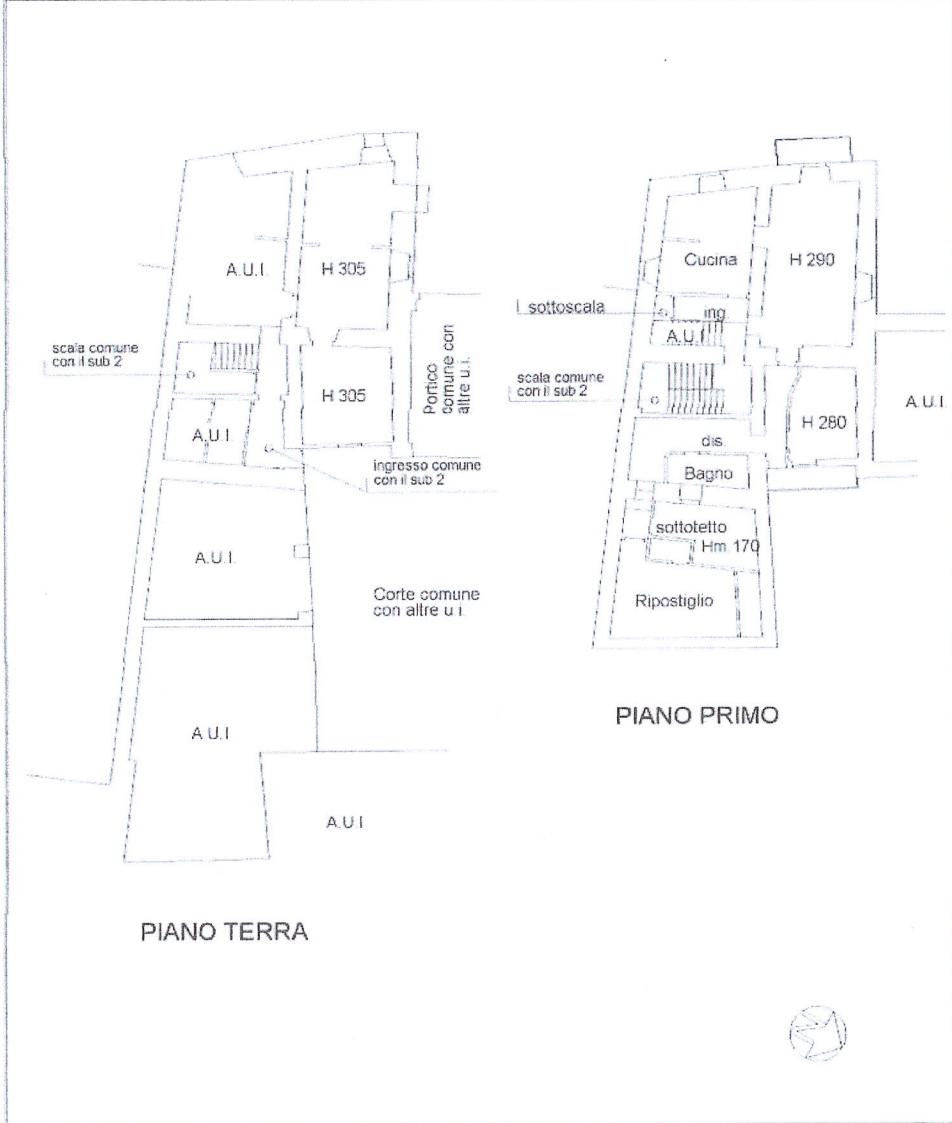 A.U.I.
H 305
scala comune
con il sub 2
H 305
Portico
comune con
altre u.i.
A.U.I.
ingresso comune
con il sub 2
A.U.I.
Corte comune
con altre u.i.
A.U.I
A.U.I
PIANO TERRA
Cucina
H 290
sottoscala
ing.
A.U.I
scala comune
con il sub 2
A.U.I
H 280
dis
Bagno
sottotetto
Hm. 170
Ripostiglio
PIANO PRIMO